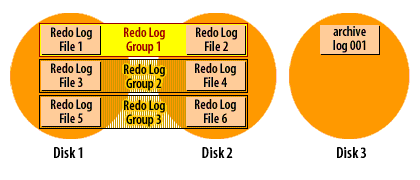 Redo Log File 1
Redo Log Group 1
Redo Log File 2
archive log 001
Redo Log File 3
Redo Log Group 2
Redo Log File 4
Redo Log File 5
Redo Log Group 3
Redo Log File 6
Disk 1
Disk 2
Disk 3